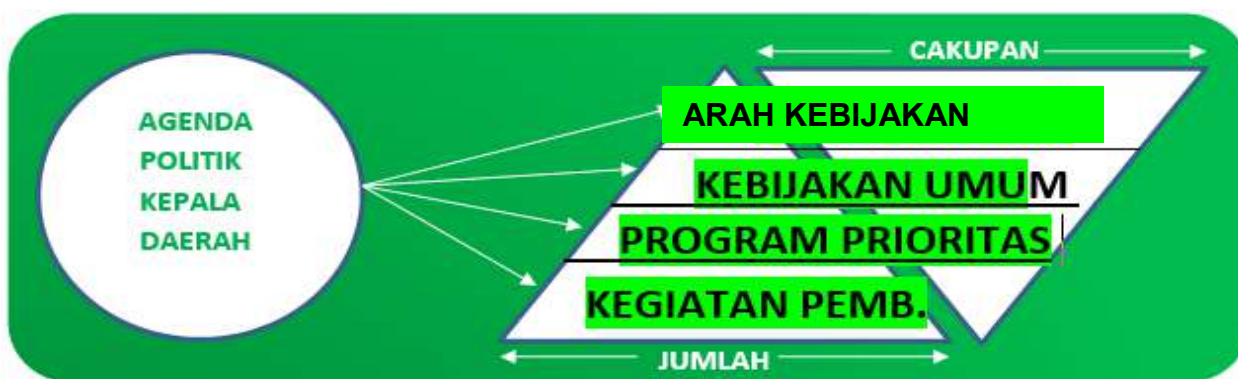 CAKUPAN
AGENDA
POLITIK
KEPALA
DAERAH
ARAH KEBIJAKAN
KEBIJAKAN UMUM
PROGRAM PRIORITAS
KEGIATAN PEMB.
JUMLAH